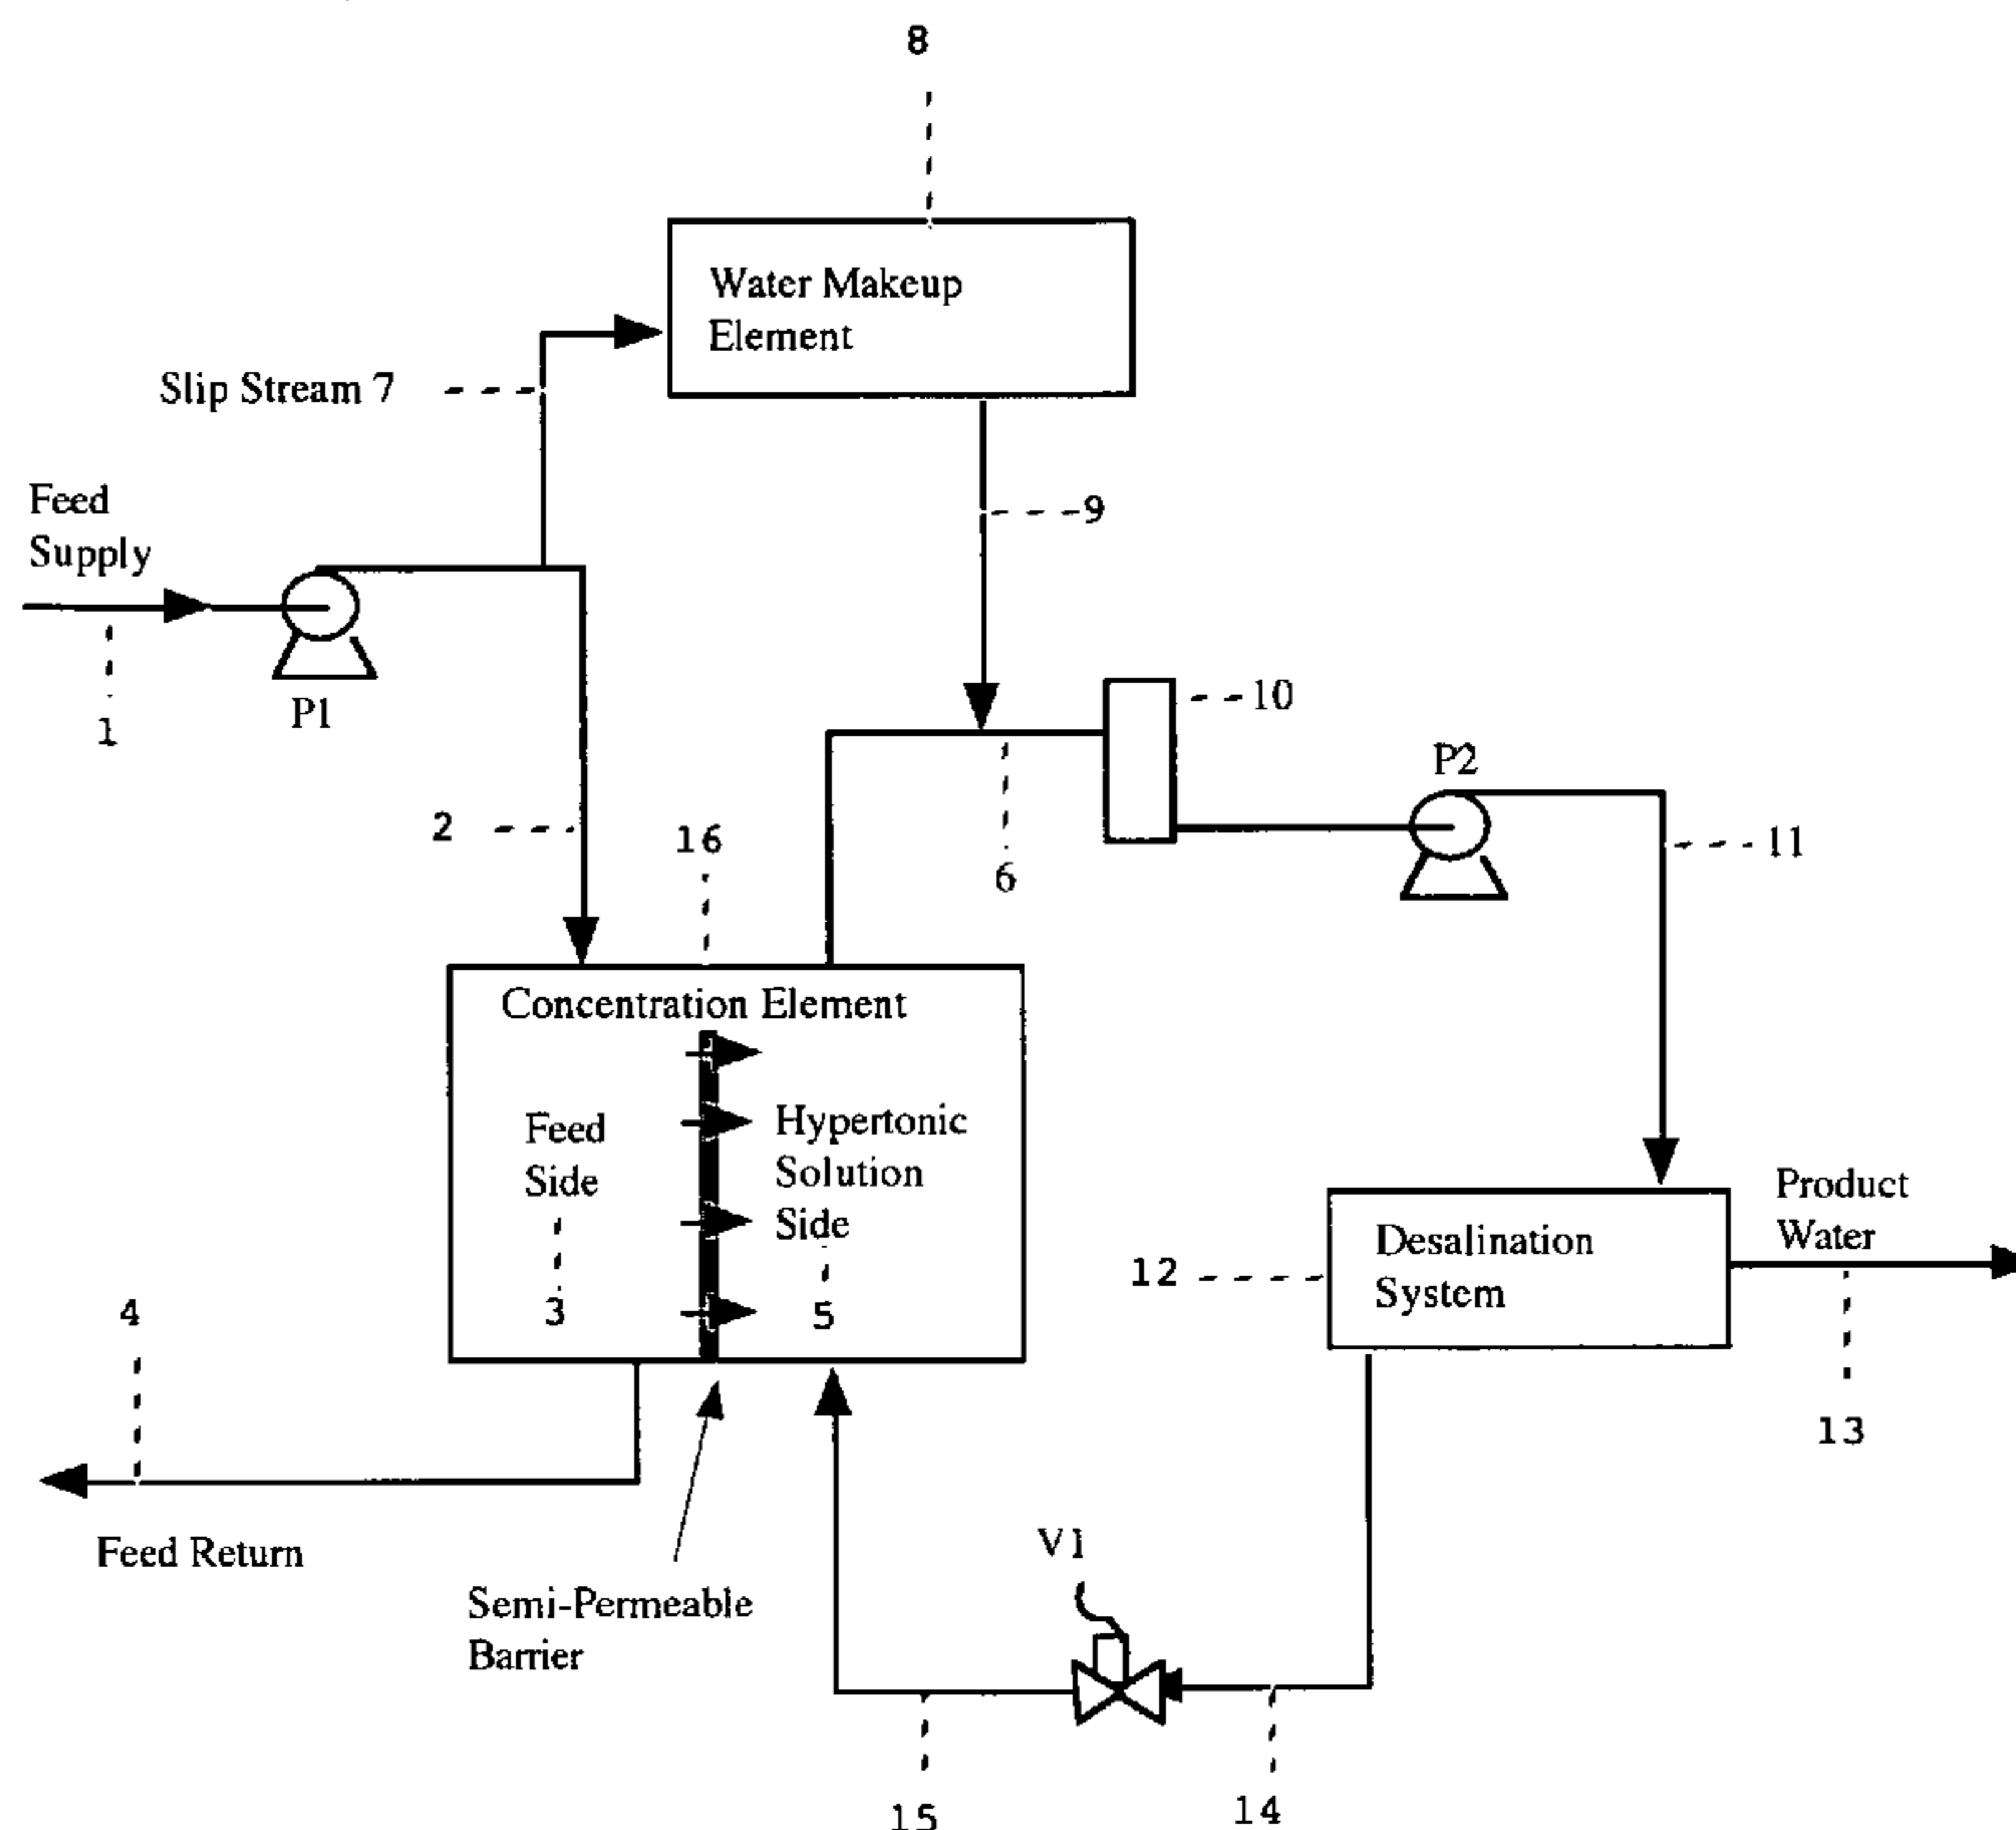 8
Water Makeup
Element
Slip Stream 7
Feed
Supply
9
1
P1
10
P2
2
16
6
11
Concentration Element
Feed
Side
3
Hypertonic
Solution
Side
5
Product
Water
12
Desalination
System
4
13
Feed Return
V1
Semi-Permeable
Barrier
15
14